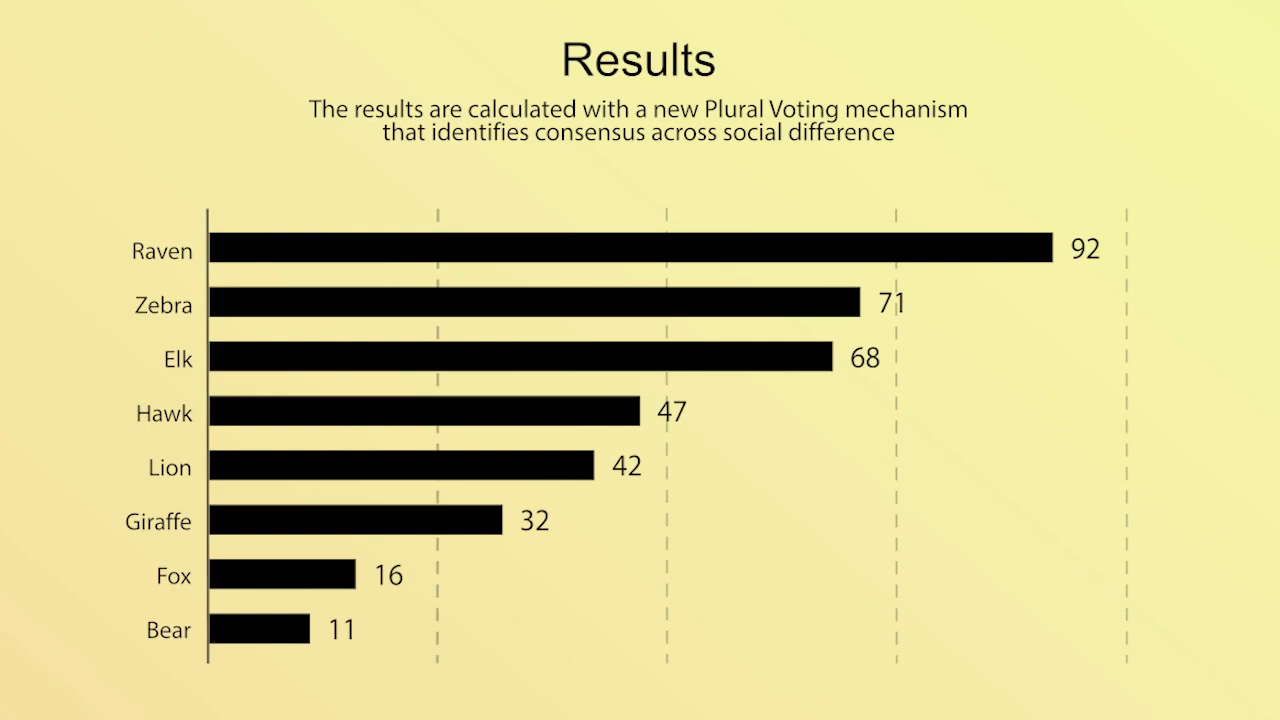 Results
The results are calculated with a new Plural Voting mechanism
that identifies consensus across social difference
Raven 92
Zebra 71
Elk 68
Hawk 47
Lion 42
Giraffe 32
Fox 16
Bear 11